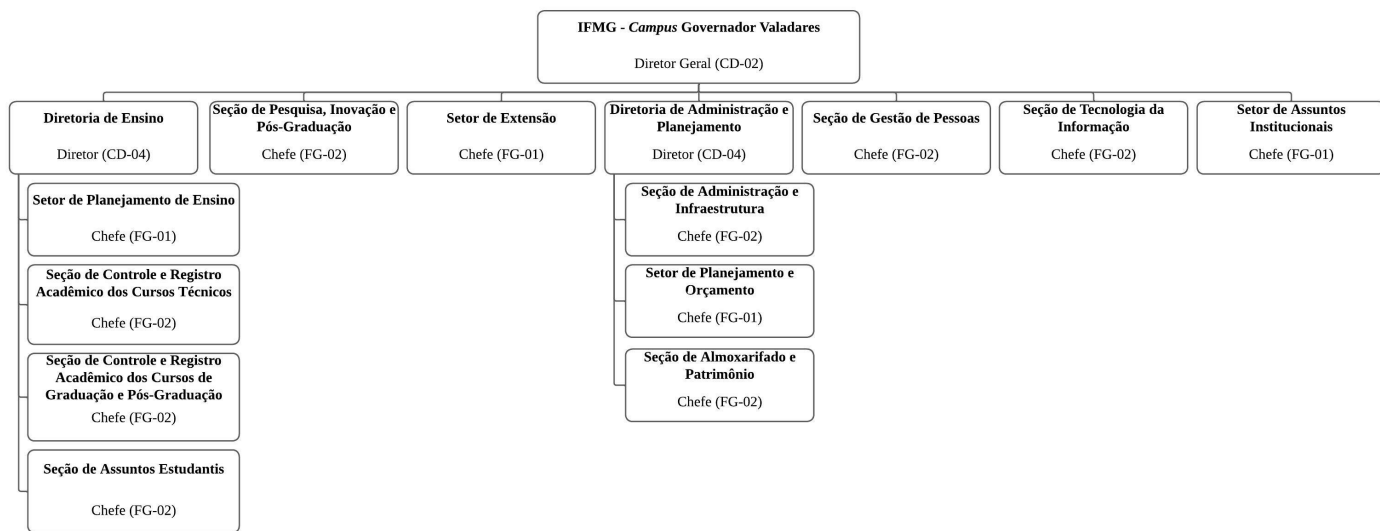 IFMG - Campus Governador Valadares
Diretor Geral (CD-02)
Diretoria de Ensino
Diretor (CD-04)
Seção de Pesquisa, Inovação e
Pós-Graduação
Chefe (FG-02)
Setor de Extensão
Chefe (FG-01)
Diretoria de Administração e
Planejamento
Diretor (CD-04)
Seção de Gestão de Pessoas
Chefe (FG-02)
Seção de Tecnologia da
Informação
Chefe (FG-02)
Setor de Assuntos
Institucionais
Chefe (FG-01)
Setor de Planejamento de Ensino
Chefe (FG-01)
Seção de Controle e Registro
Acadêmico dos Cursos Técnicos
Chefe (FG-02)
Seção de Controle e Registro
Acadêmico dos Cursos de
Graduação e Pós-Graduação
Chefe (FG-02)
Seção de Assuntos Estudantis
Chefe (FG-02)
Seção de Administração e
Infraestrutura
Chefe (FG-02)
Setor de Planejamento e
Orçamento
Chefe (FG-01)
Seção de Almoxarifado e
Patrimônio
Chefe (FG-02)